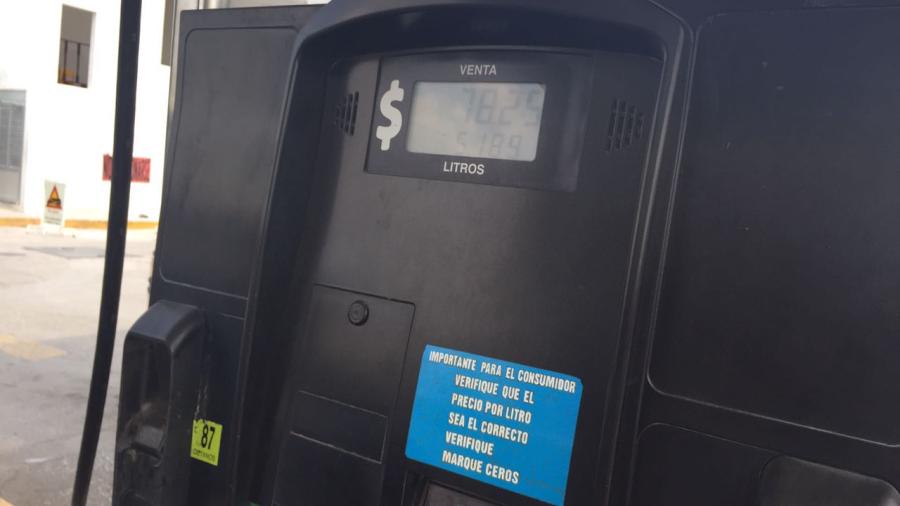 VENTA
$
78.25
5.189
LITROS
IMPORTANTE PARA EL CONSUMIDOR
VERIFIQUE QUE EL
PRECIO POR LITRO
SEA EL CORRECTO
VERIFIQUE
MARQUE CEROS
87
OCTANOS